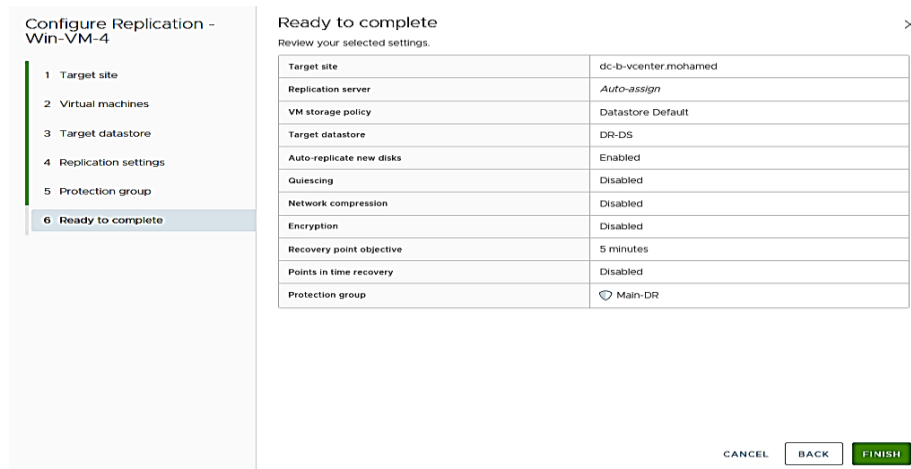 Configure Replication -
Win-VM-4
1 Target site
2 Virtual machines
3 Target datastore
4 Replication settings
5 Protection group
6 Ready to complete
Ready to complete
Review your selected settings.
Target site dc-b-vcenter.mohamed
Replication server Auto-assign
VM storage policy Datastore Default
Target datastore DR-DS
Auto-replicate new disks Enabled
Quiescing Disabled
Network compression Disabled
Encryption Disabled
Recovery point objective 5 minutes
Points in time recovery Disabled
Protection group Main-DR
CANCEL BACK FINISH